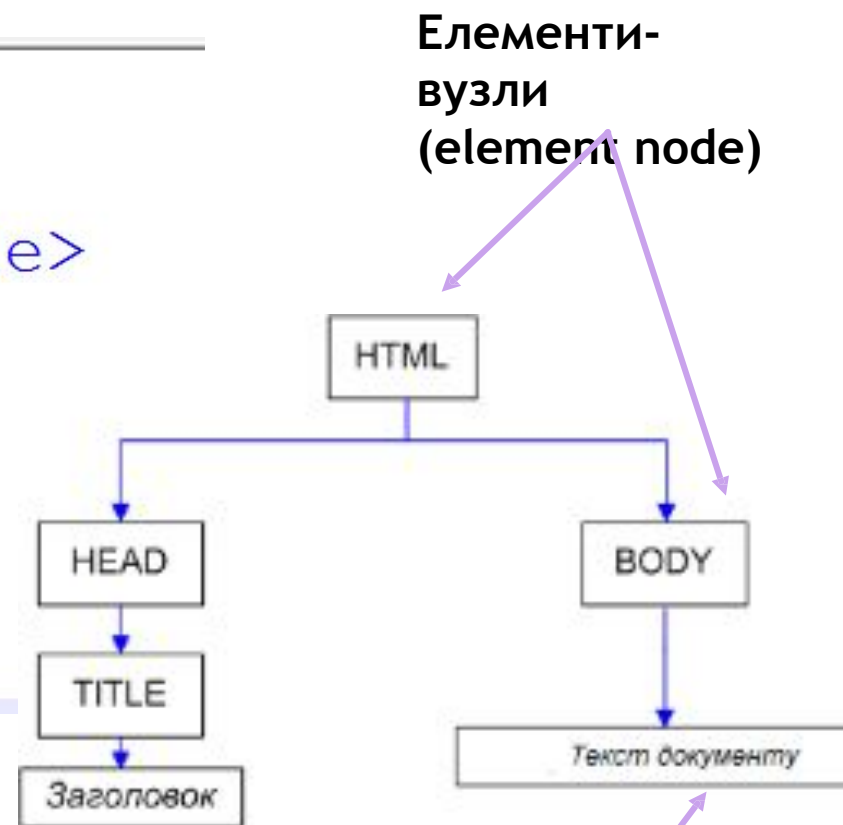 Елементи-
вузли
(element node)
e>
HTML
HEAD
BODY
TITLE
Текст документу
Заголовок